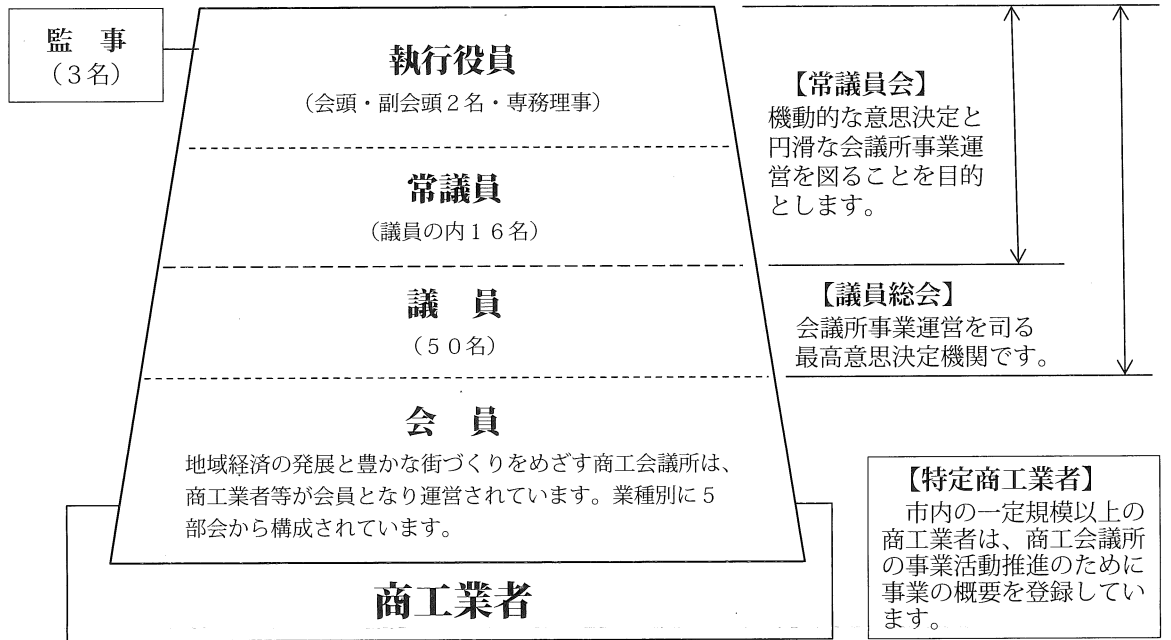 監　事
（３名）
執行役員
（会頭・副会頭２名・専務理事）
常議員
（議員の内１６名）
議　員
（５０名）
会　員
地域経済の発展と豊かな街づくりをめざす商工会議所は、
商工業者等が会員となり運営されています。業種別に５
部会から構成されています。
商工業者
【常議員会】
機動的な意思決定と
円滑な会議所事業運
営を図ることを目的
とします。
【議員総会】
会議所事業運営を司る
最高意思決定機関です。
【特定商工業者】
　市内の一定規模以上の
商工業者は、商工会議所
の事業活動推進のために
事業の概要を登録してい
ます。